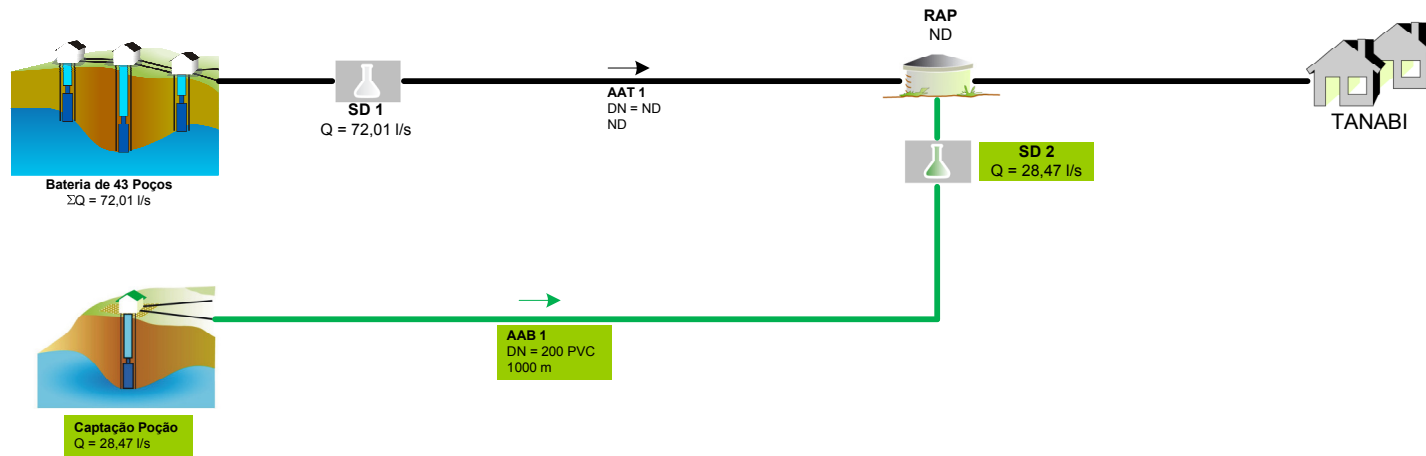 RAP
ND
SD 1
Q = 72,01 l/s
AAT 1
DN = ND
ND
TANABI
SD 2
Q = 28,47 l/s
Bateria de 43 Poços
ΣQ = 72,01 l/s
AAB 1
DN = 200 PVC
1000 m
Captação Poção
Q = 28,47 l/s